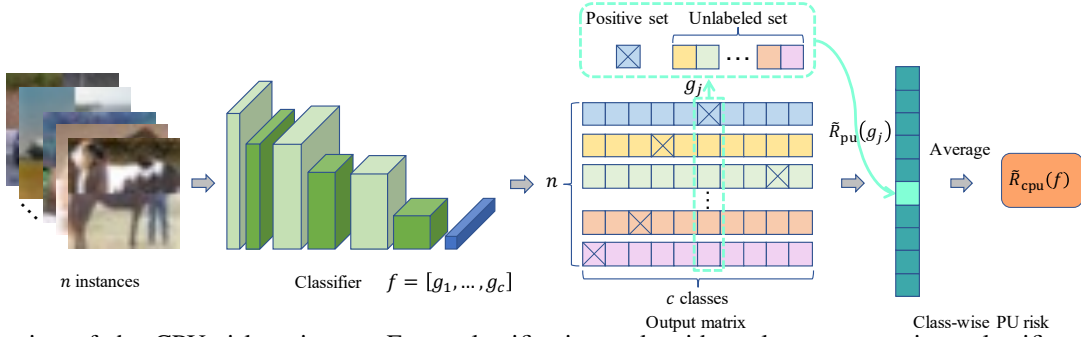 Positive set
Unlabeled set
...
g_j
R̃_pu(g_j)
n
⋮
Average
R̃_cpu(f)
n instances
Classifier
f = [g_1, … , g_c]
c classes
Output matrix
Class-wise PU risk